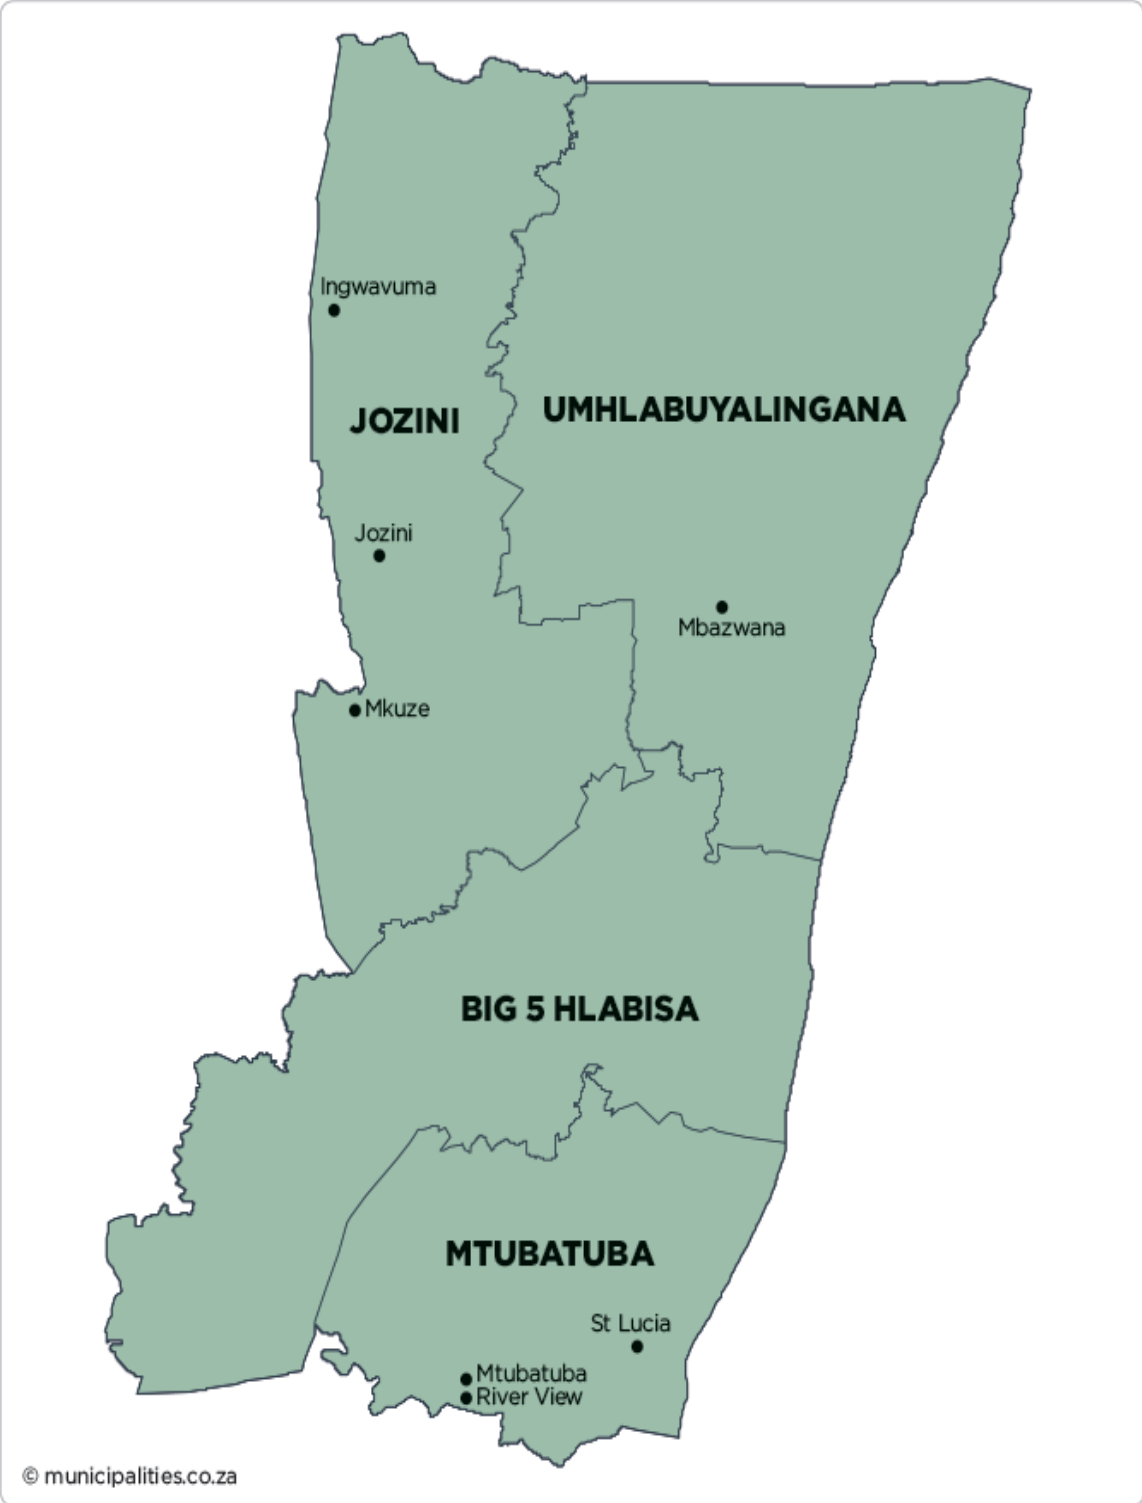 Ingwavuma
JOZINI
UMHLABUYALINGANA
Jozini
Mbazwana
Mkuze
BIG 5 HLABISA
MTUBATUBA
St Lucia
Mtubatuba
River View
© municipalities.co.za